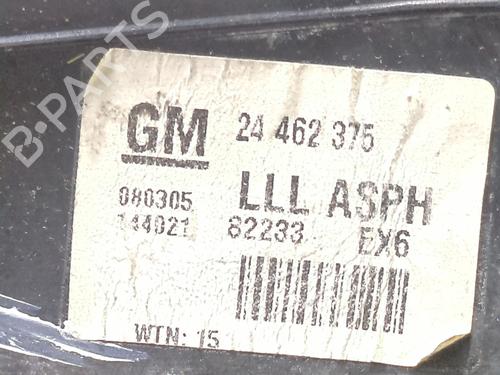 B-PARTS
GM 24 462 375
080305 LLL ASPH
144021 82233 EX6
WTN: 15